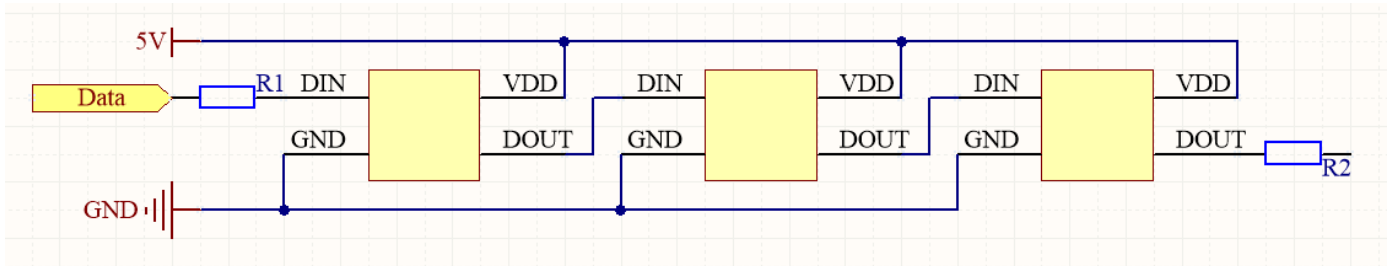 5V
R1 DIN VDD DIN VDD DIN VDD
Data
GND DOUT GND DOUT GND DOUT
R2
GND